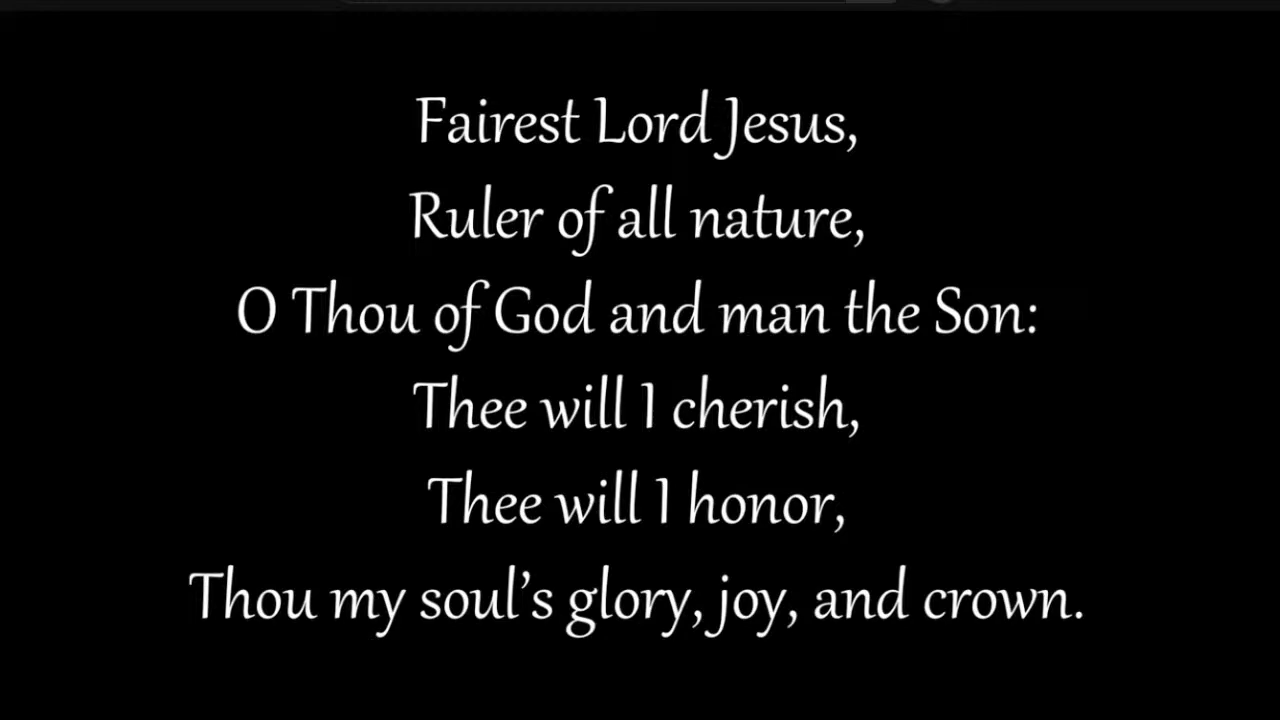 Fairest Lord Jesus,
Ruler of all nature,
O Thou of God and man the Son:
Thee will I cherish,
Thee will I honor,
Thou my soul’s glory, joy, and crown.